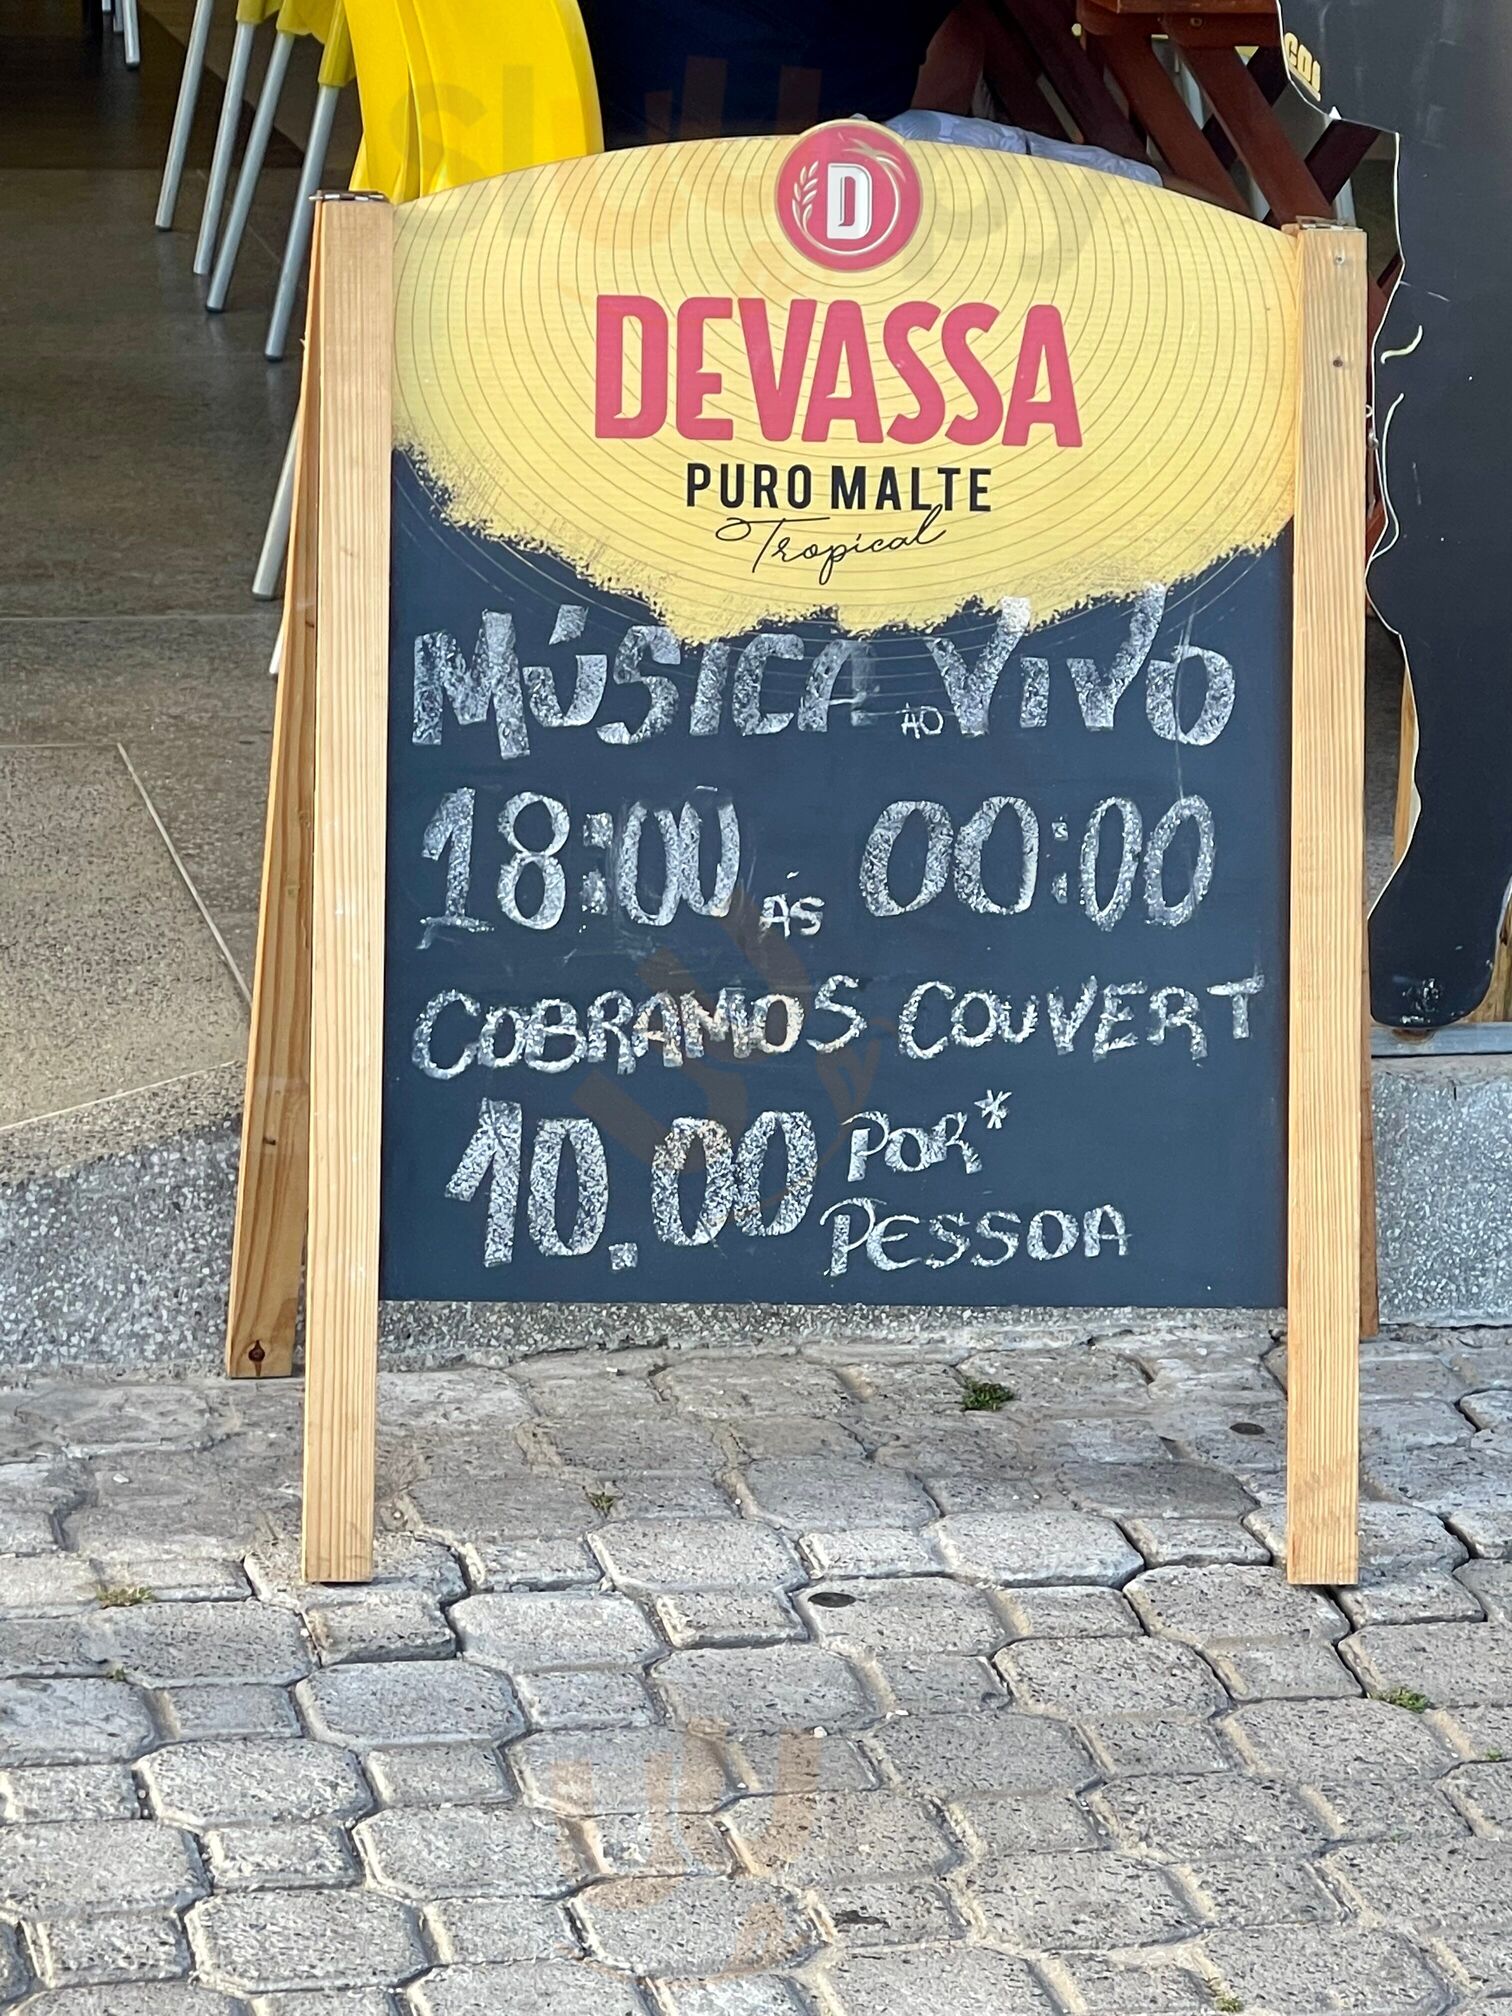 D
DEVASSA
PURO MALTE
Tropical
MÚSICA AO VIVO
18:00 ÀS 00:00
COBRAMOS COUVERT
10.00 POR*
PESSOA